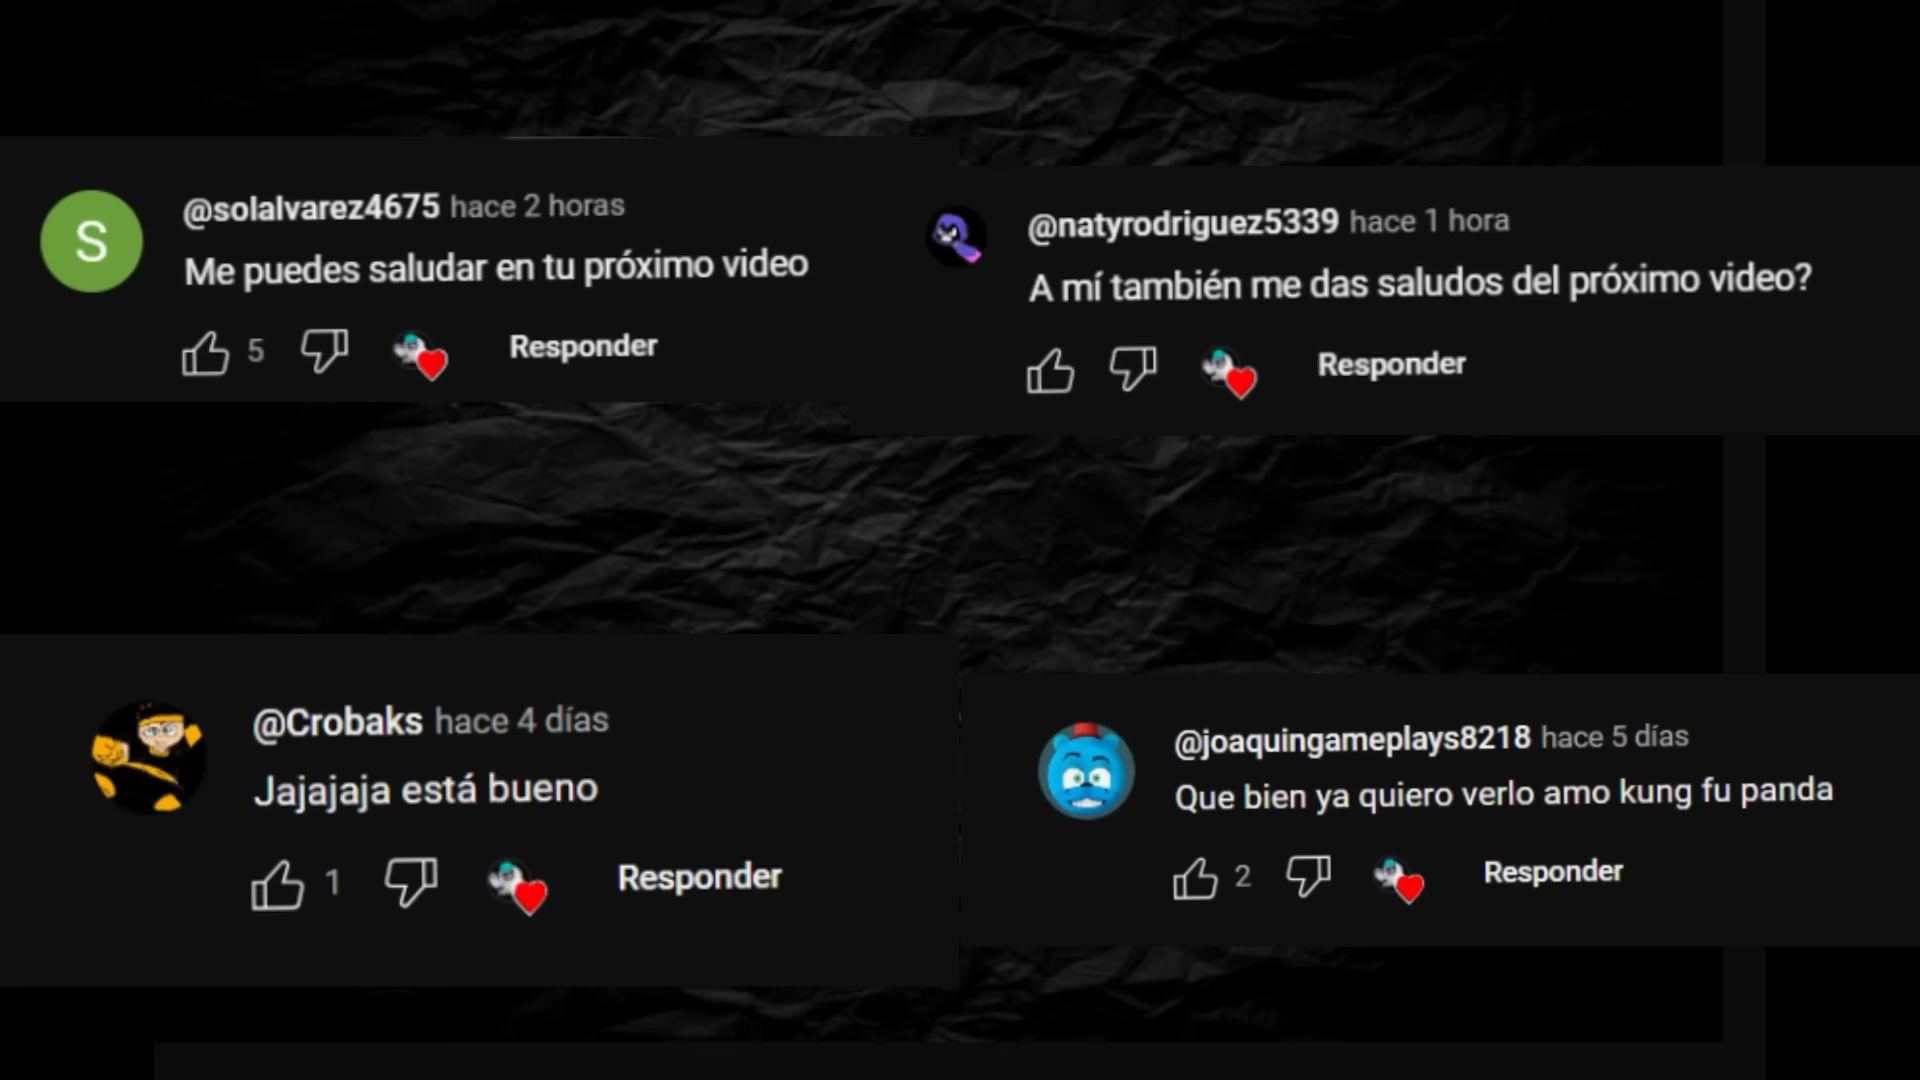 S
@solalvarez4675 hace 2 horas
Me puedes saludar en tu próximo video
5
Responder
@natyrodriguez5339 hace 1 hora
A mí también me das saludos del próximo video?
Responder
@Crobaks hace 4 días
Jajajaja está bueno
1
Responder
@joaquingameplays8218 hace 5 días
Que bien ya quiero verlo amo kung fu panda
2
Responder